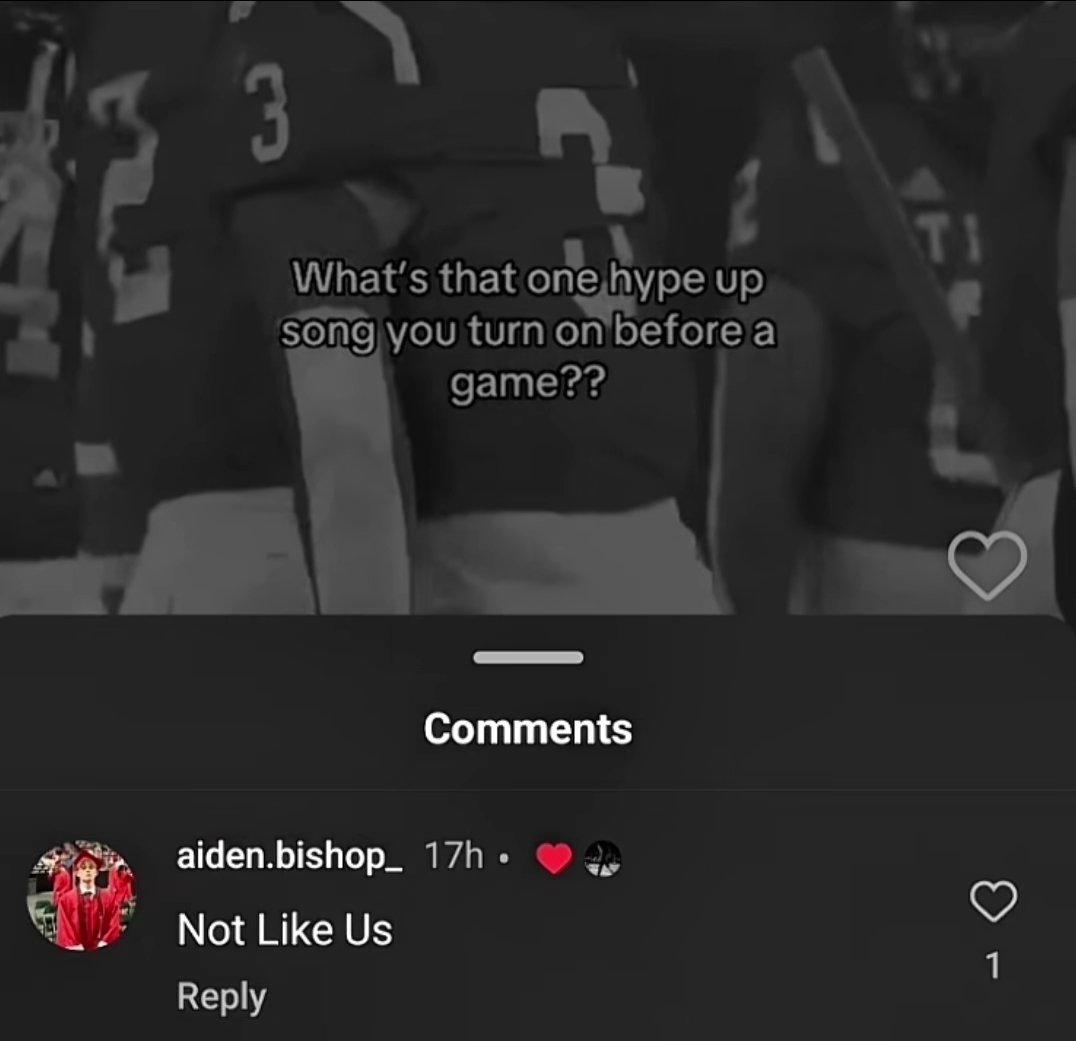 3
What's that one hype up
song you turn on before a
game??
Comments
aiden.bishop_ 17h •
Not Like Us
1
Reply